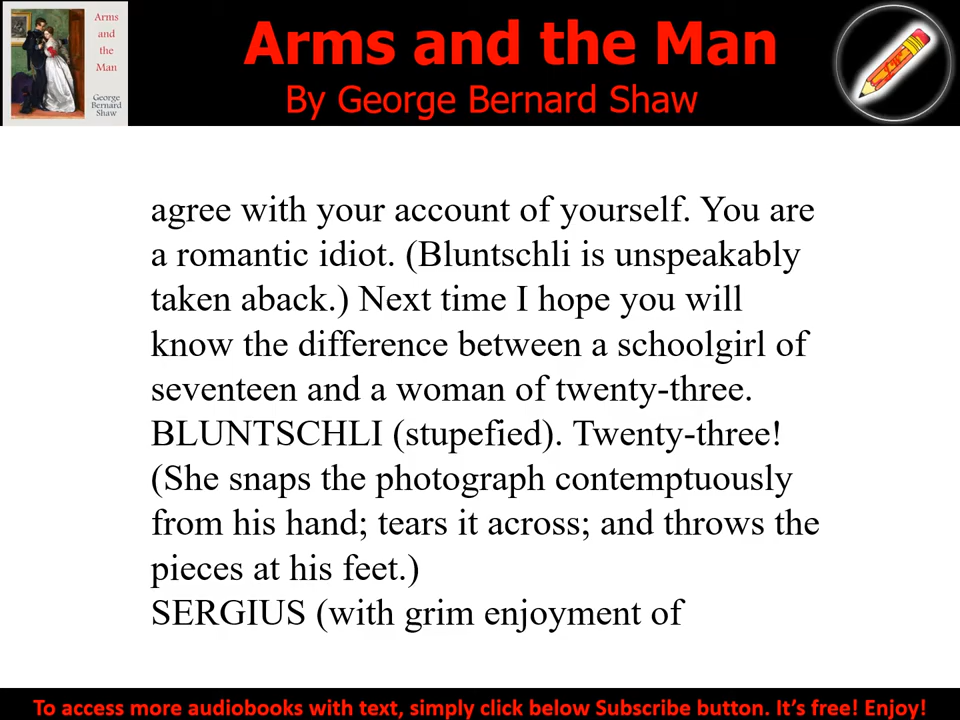 Arms
and
the
Man
George
Bernard
Shaw
Arms and the Man
By George Bernard Shaw
agree with your account of yourself. You are
a romantic idiot. (Bluntschli is unspeakably
taken aback.) Next time I hope you will
know the difference between a schoolgirl of
seventeen and a woman of twenty-three.
BLUNTSCHLI (stupefied). Twenty-three!
(She snaps the photograph contemptuously
from his hand; tears it across; and throws the
pieces at his feet.)
SERGIUS (with grim enjoyment of
To access more audiobooks with text, simply click below Subscribe button. It's free! Enjoy!